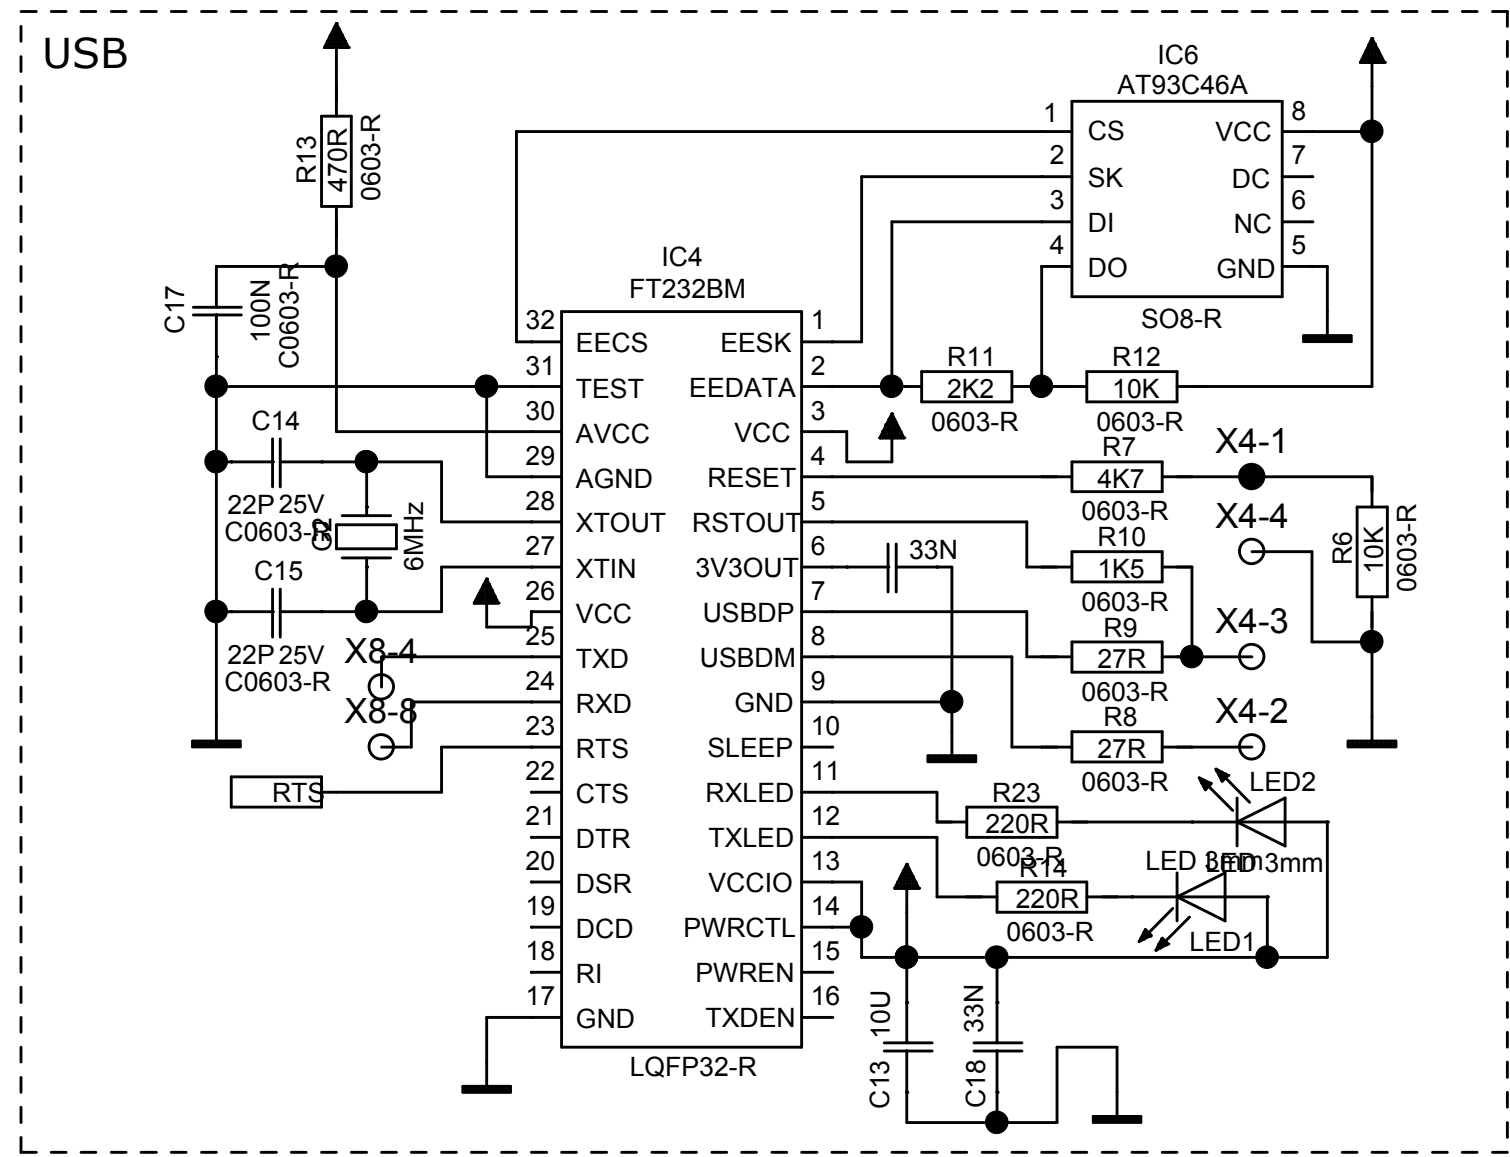 USB
R13
470R
0603-R
C17
100N
C0603-R
C14
22P 25V
C0603-R
6MHz
C15
22P 25V
C0603-R
X8-4
X8-8
RTS
IC4
FT232BM
32 EECS
31 TEST
30 AVCC
29 AGND
28 XTOUT
27 XTIN
26 VCC
25 TXD
24 RXD
23 RTS
22 CTS
21 DTR
20 DSR
19 DCD
18 RI
17 GND
EESK 1
EEDATA 2
VCC 3
RESET 4
RSTOUT 5
3V3OUT 6
USBDP 7
USBDM 8
GND 9
SLEEP 10
RXLED 11
TXLED 12
VCCIO 13
PWRCTL 14
PWREN 15
TXDEN 16
LQFP32-R
IC6
AT93C46A
1 CS
2 SK
3 DI
4 DO
VCC 8
DC 7
NC 6
GND 5
SO8-R
R11
2K2
0603-R
R12
10K
0603-R
R7
4K7
0603-R
X4-1
X4-4
R10
1K5
0603-R
R6
10K
0603-R
33N
R9
27R
0603-R
X4-3
R8
27R
0603-R
X4-2
R23
220R
0603-R
LED2
LED 3mm
R14
220R
0603-R
LED 3mm
LED1
C13
10U
C18
33N